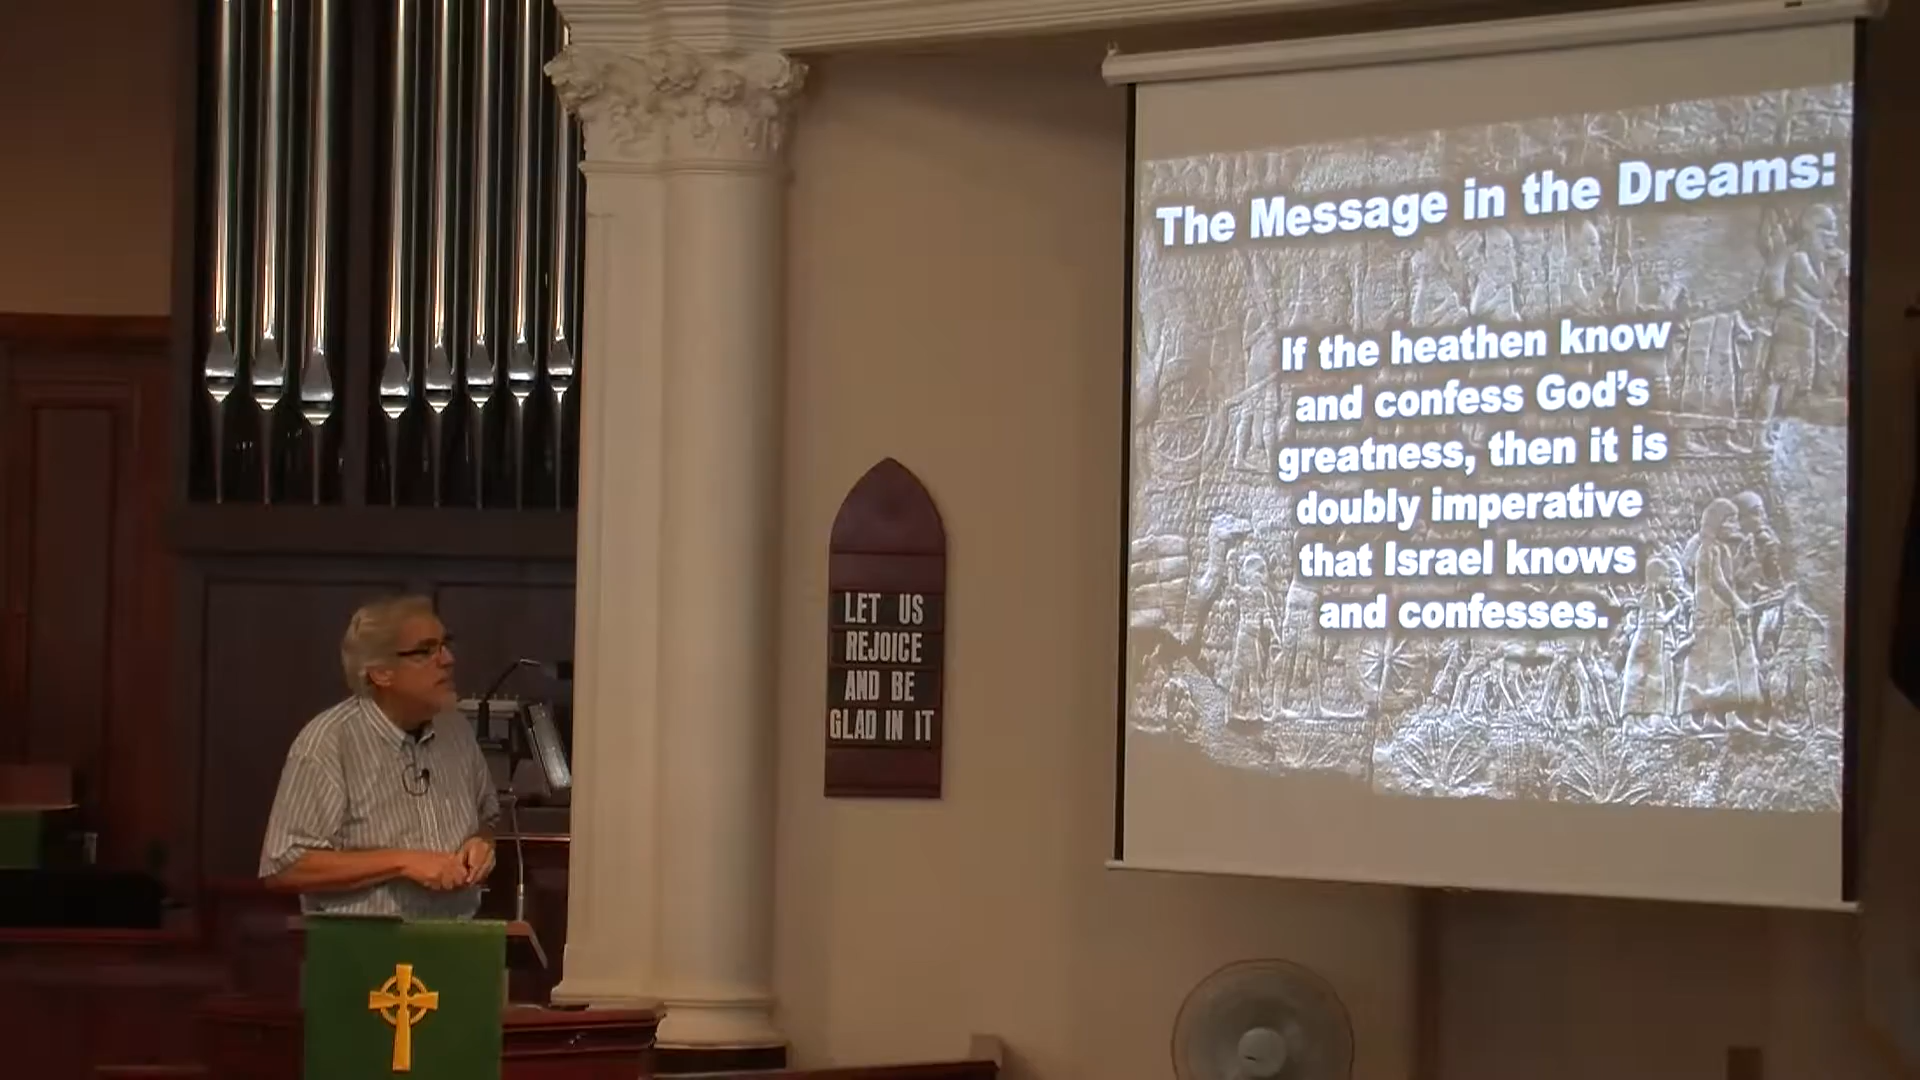 The Message in the Dreams:
If the heathen know
and confess God’s
greatness, then it is
doubly imperative
that Israel knows
and confesses.
LET US
REJOICE
AND BE
GLAD IN IT